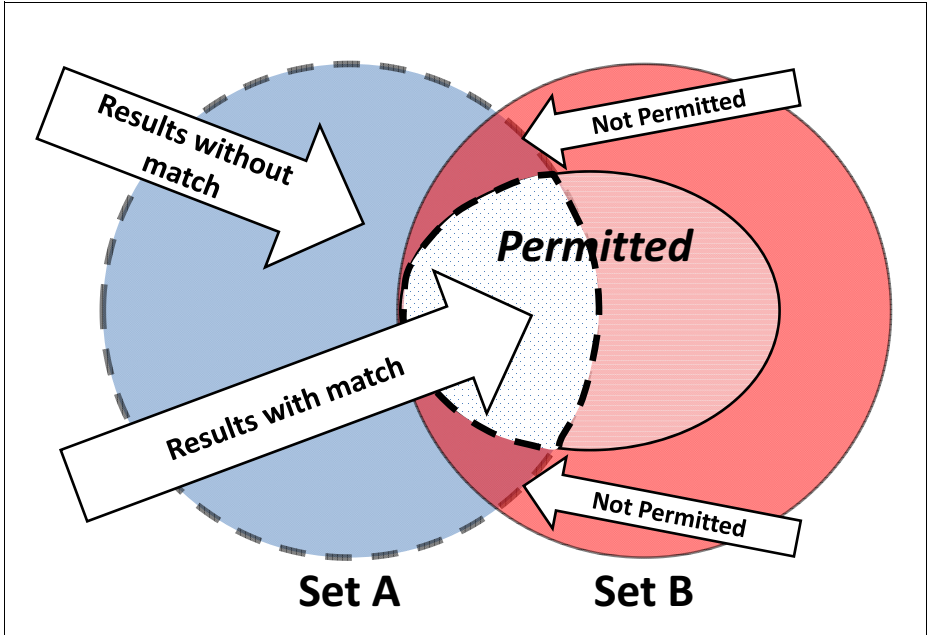 Results without
match
Not Permitted
Permitted
Results with match
Not Permitted
Set A
Set B